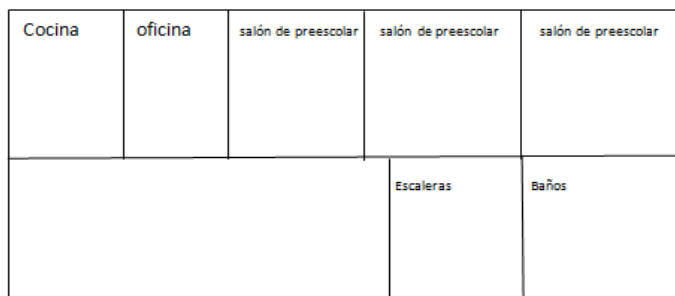 Cocina
oficina
salón de preescolar
salón de preescolar
salón de preescolar
Escaleras
Baños